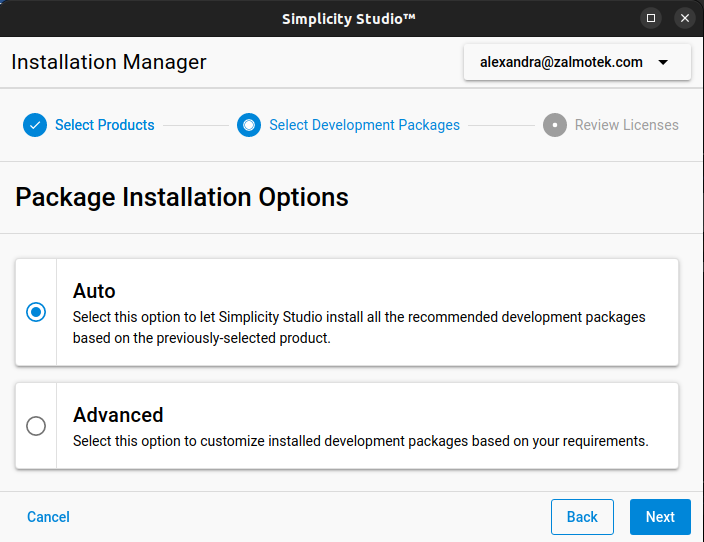 Simplicity Studio™
Installation Manager
alexandra@zalmotek.com
Select Products
Select Development Packages
Review Licenses
Package Installation Options
Auto
Select this option to let Simplicity Studio install all the recommended development packages
based on the previously-selected product.
Advanced
Select this option to customize installed development packages based on your requirements.
Cancel
Back
Next